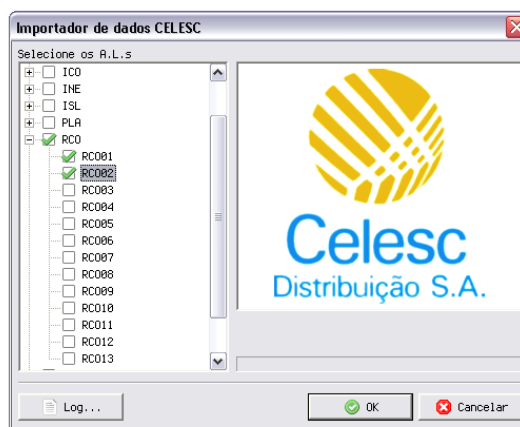 Importador de dados CELESC
Selecione os A.L.s
ICO
INE
ISL
PLA
RCO
RCO01
RCO02
RCO03
RCO04
RCO05
RCO06
RCO07
RCO08
RCO09
RCO10
RCO11
RCO12
RCO13
Celesc
Distribuição S.A.
Log...
OK
Cancelar